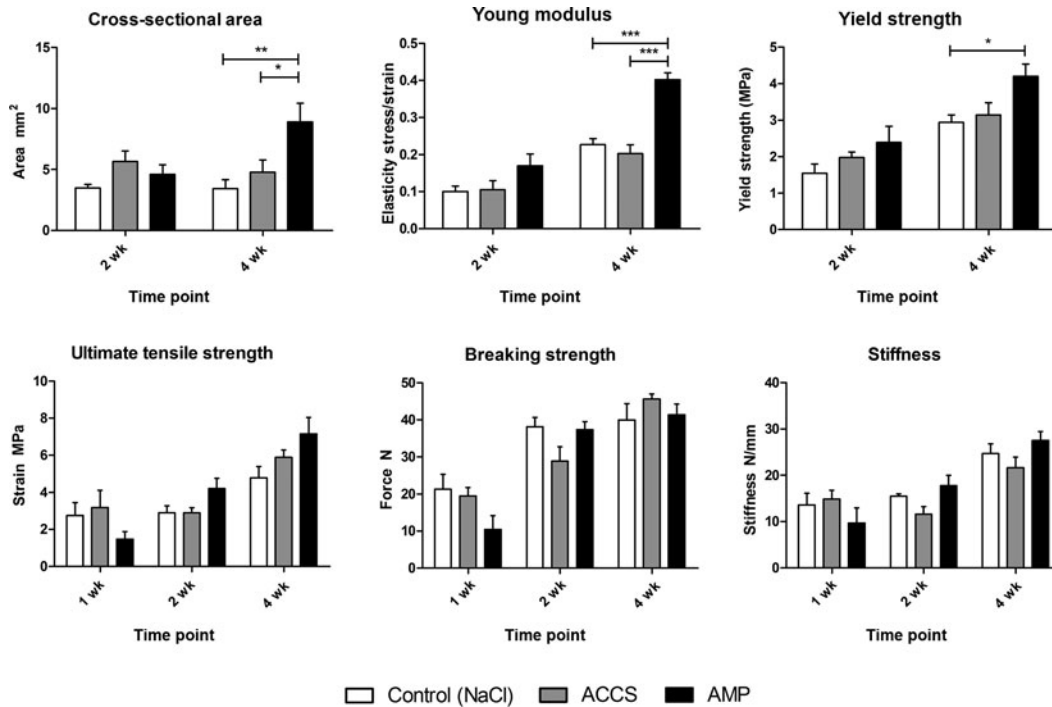 Cross-sectional area
Area mm²
15
10
5
0
**
*
2 wk
4 wk
Time point
Young modulus
Elasticity stress/strain
0.5
0.4
0.3
0.2
0.1
0.0
***
***
2 wk
4 wk
Time point
Yield strength
Yield strength (MPa)
5
4
3
2
1
0
*
2 wk
4 wk
Time point
Ultimate tensile strength
Strain MPa
10
8
6
4
2
0
1 wk
2 wk
4 wk
Time point
Breaking strength
Force N
50
40
30
20
10
0
1 wk
2 wk
4 wk
Time point
Stiffness
Stiffness N/mm
40
30
20
10
0
1 wk
2 wk
4 wk
Time point
Control (NaCl) ACCS AMP